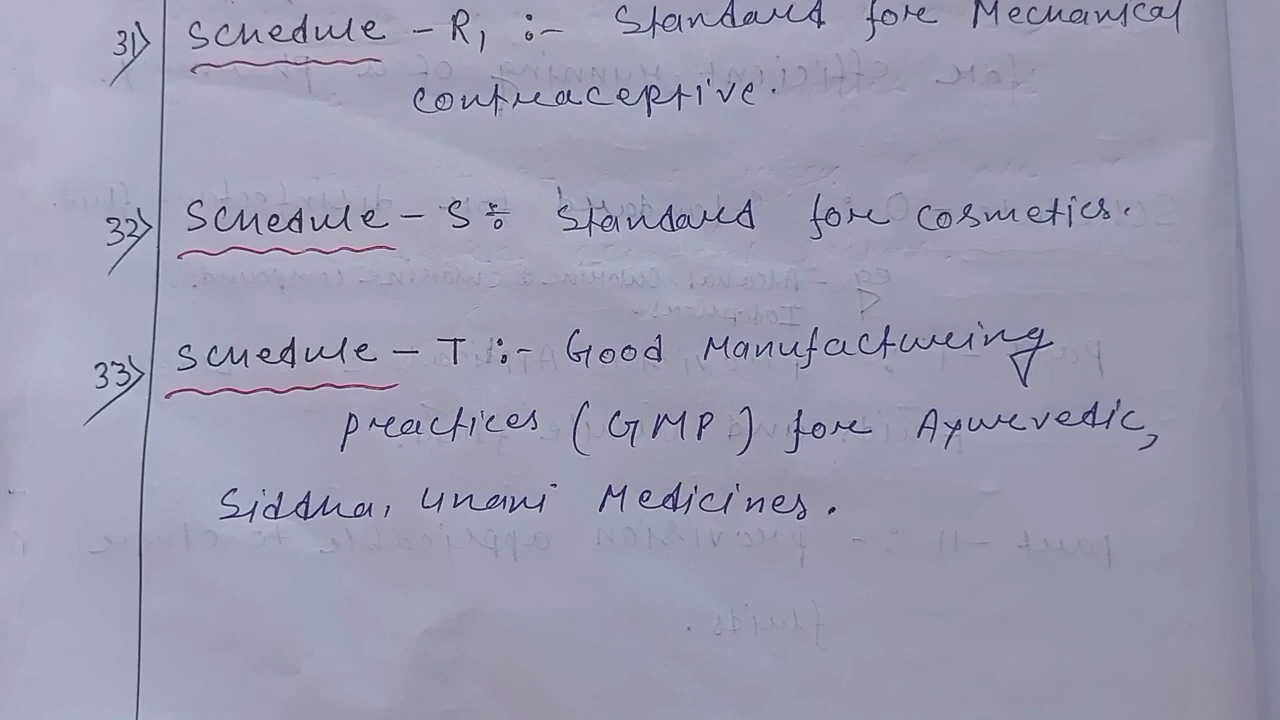 31) Schedule - R, :- Standard for Mechanical
contraceptive.
32) Schedule - S :- Standard for cosmetics.
33) Schedule - T :- Good Manufactureing
practices (GMP) for Ayurvedic,
Siddha, Unani Medicines.